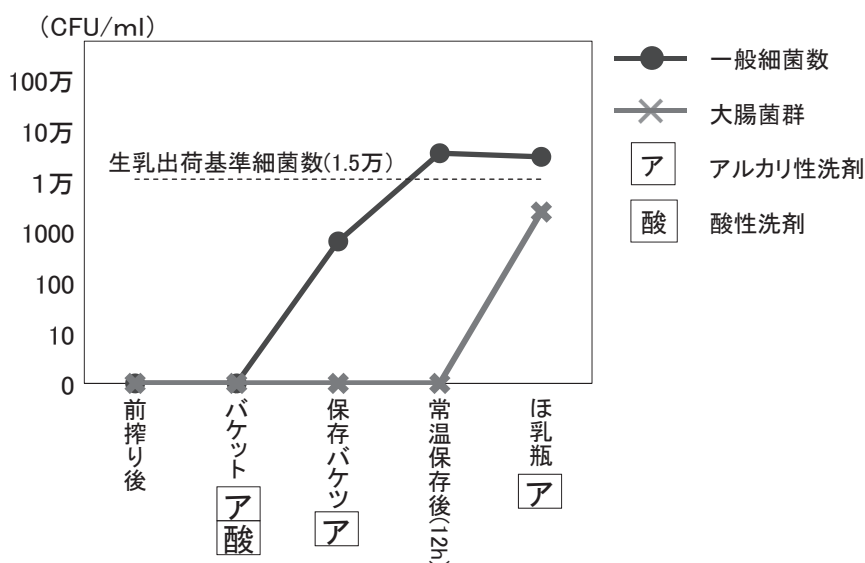 (CFU/ml)
100万
10万
1万
1000
100
10
0
生乳出荷基準細菌数(1.5万)
一般細菌数
大腸菌群
ア アルカリ性洗剤
酸 酸性洗剤
前搾り後
バケット
ア
酸
保存バケツ
ア
常温保存後(12h)
ほ乳瓶
ア